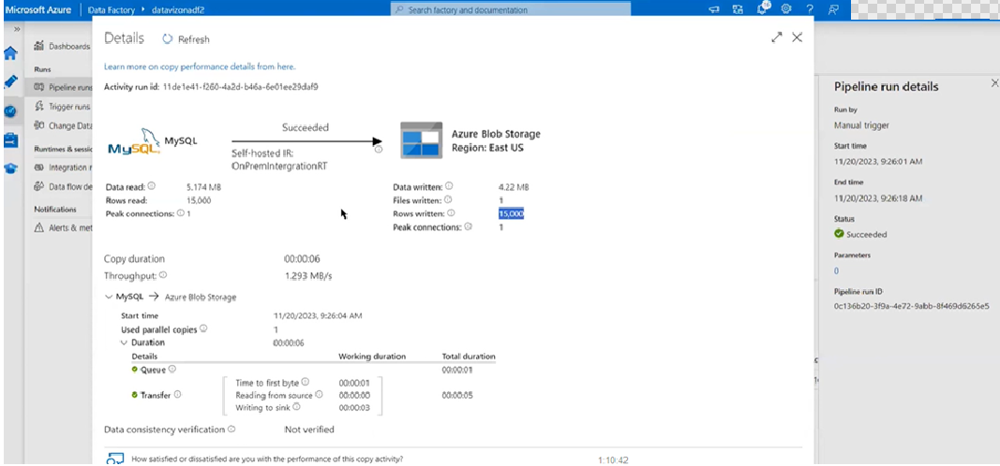 Microsoft Azure | Data Factory › datavizonadf2
Search factory and documentation
Dashboards
Runs
Pipeline runs
Trigger runs
Change Data
Runtimes & sessic
Integration r
Data flow de
Notifications
Alerts & met
Details Refresh
Learn more on copy performance details from here.
Activity run id: 11de1e41-f260-4a2d-b46a-6e01ee29daf9
MySQL MySQL
Succeeded
Self-hosted IR:
OnPremIntergrationRT
Azure Blob Storage
Region: East US
Data read: 5.174 MB
Rows read: 15,000
Peak connections: 1
Data written: 4.22 MB
Files written: 1
Rows written: 15,000
Peak connections: 1
Copy duration 00:00:06
Throughput: 1.293 MB/s
MySQL → Azure Blob Storage
Start time 11/20/2023, 9:26:04 AM
Used parallel copies 1
Duration 00:00:06
Details Working duration Total duration
Queue 00:00:01
Time to first byte 00:00:01
Transfer Reading from source 00:00:00 00:00:05
Writing to sink 00:00:03
Data consistency verification Not verified
How satisfied or dissatisfied are you with the performance of this copy activity?
1:10:42
Pipeline run details
Run by
Manual trigger
Start time
11/20/2023, 9:26:01 AM
End time
11/20/2023, 9:26:18 AM
Status
Succeeded
Parameters
0
Pipeline run ID
0c136b20-3f9a-4e72-9abb-8f469d6265e5